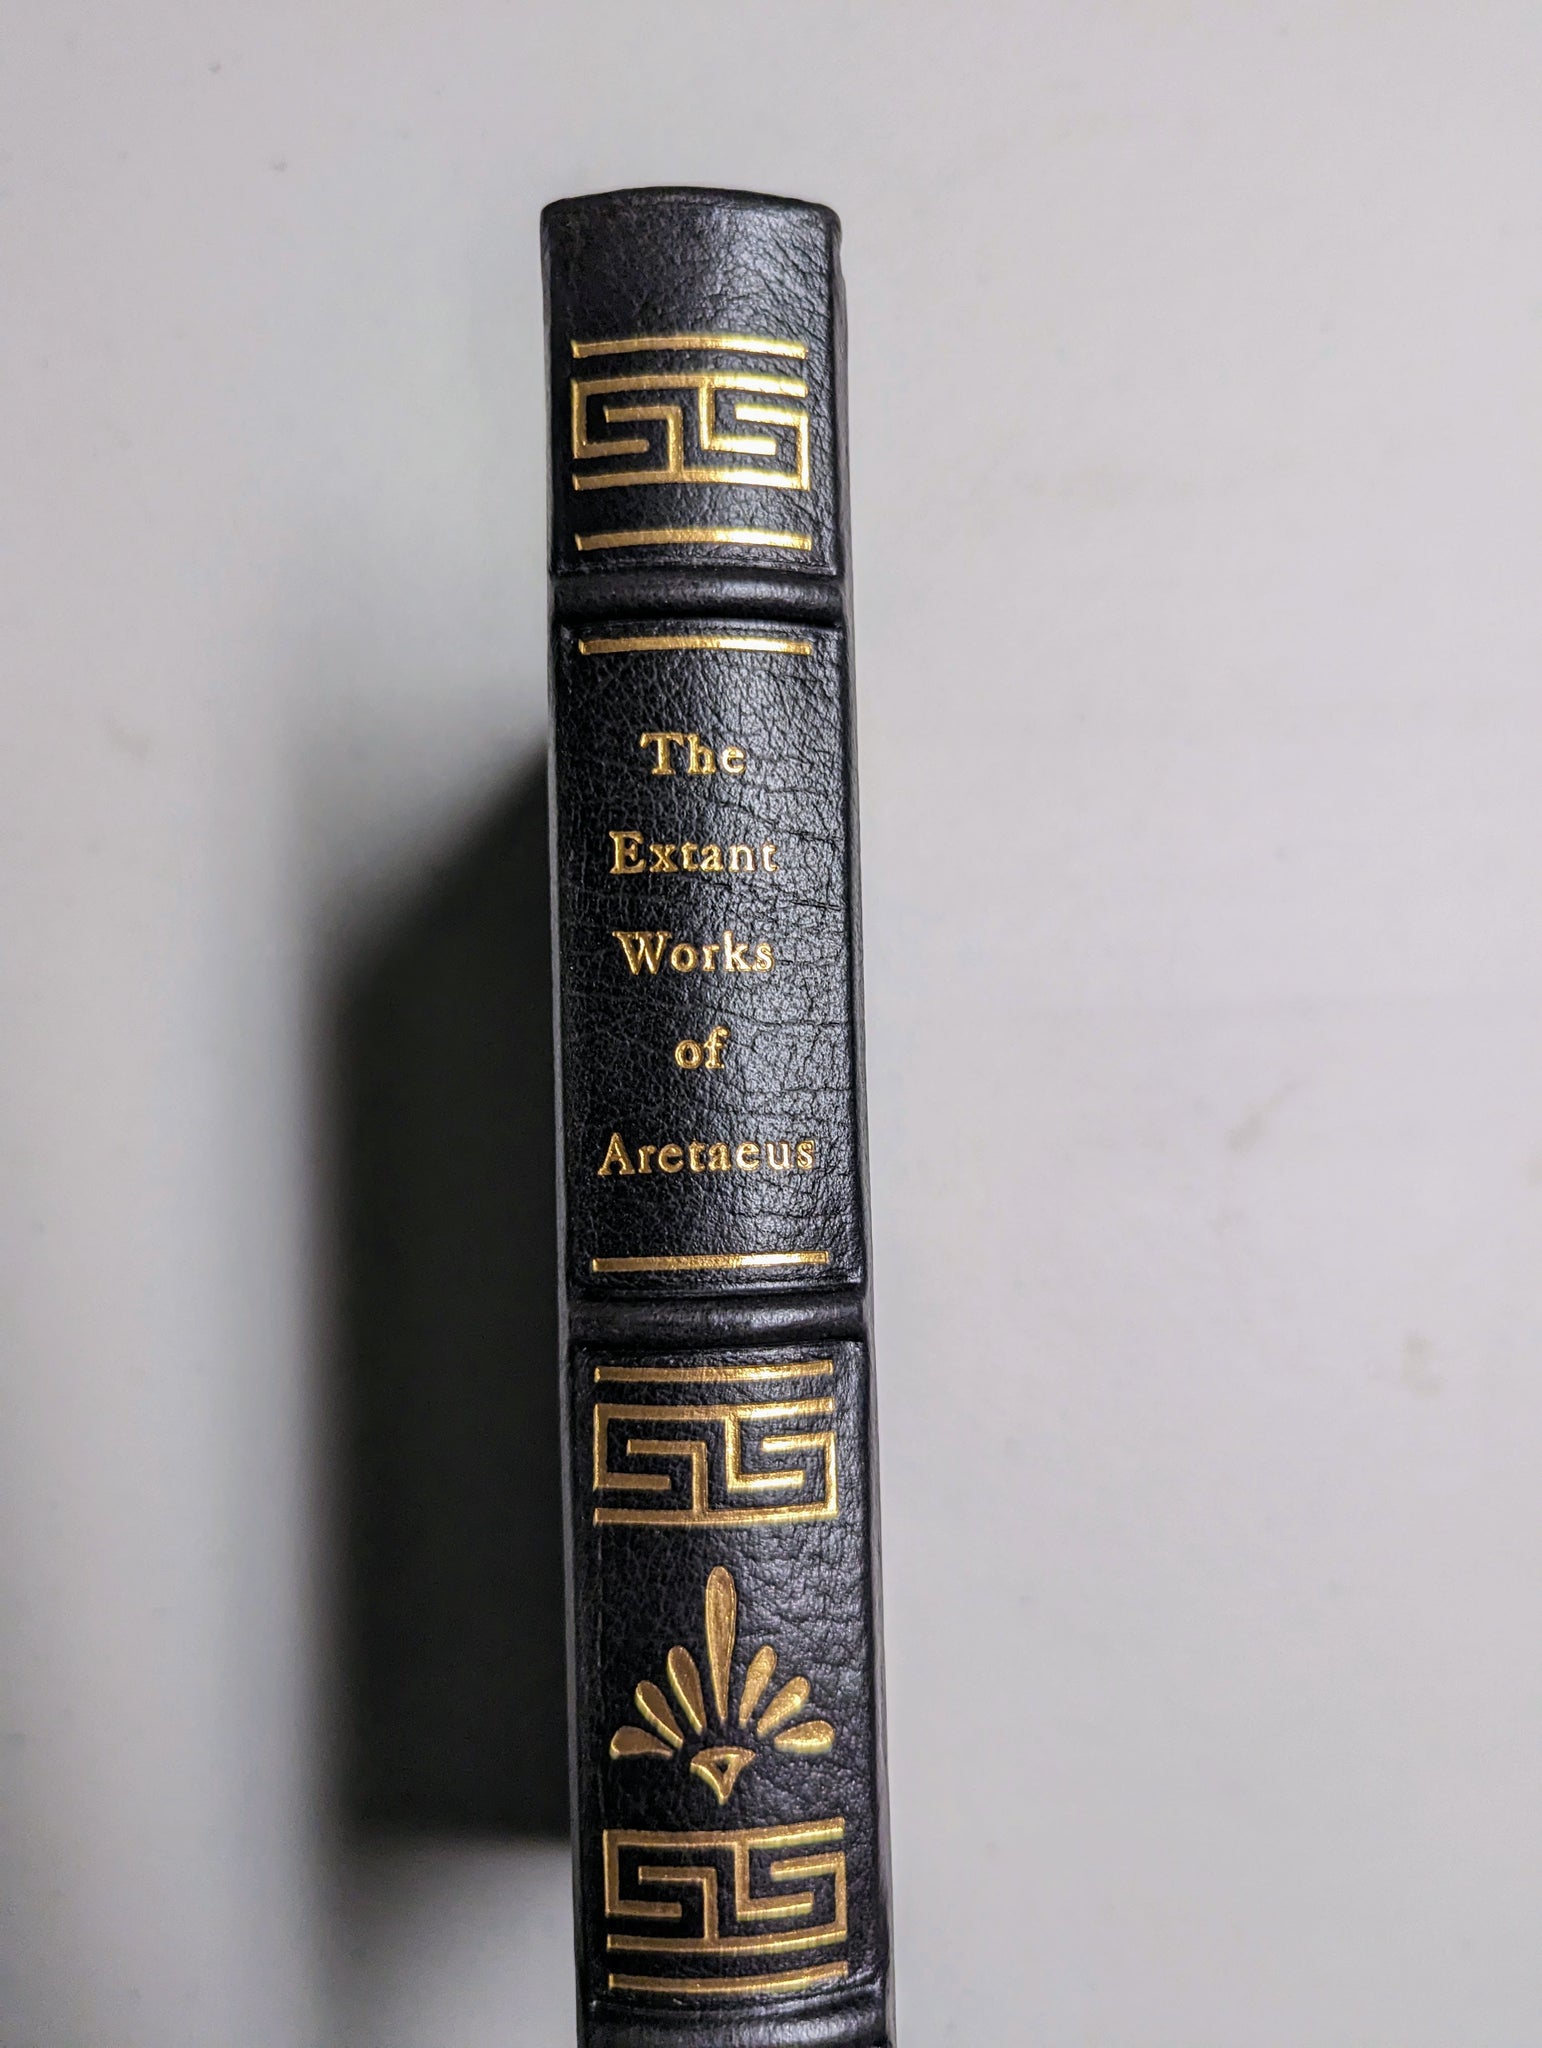 The
Extant
Works
of
Aretaeus